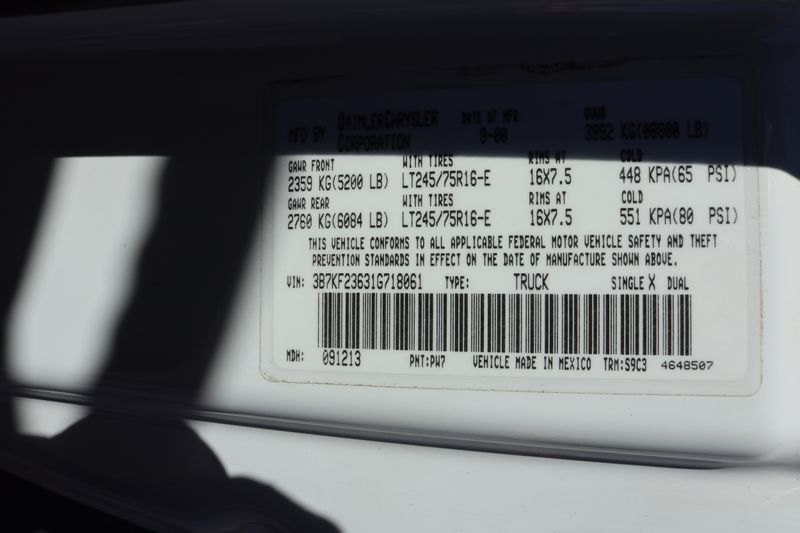 MFD BY DAIMLERCHRYSLER CORPORATION DATE OF MFR 9-00 GVWR 3992 KG(08800 LB)
GAWR FRONT WITH TIRES RIMS AT COLD
2359 KG(5200 LB) LT245/75R16-E 16X7.5 448 KPA(65 PSI)
GAWR REAR WITH TIRES RIMS AT COLD
2760 KG(6084 LB) LT245/75R16-E 16X7.5 551 KPA(80 PSI)
THIS VEHICLE CONFORMS TO ALL APPLICABLE FEDERAL MOTOR VEHICLE SAFETY AND THEFT
PREVENTION STANDARDS IN EFFECT ON THE DATE OF MANUFACTURE SHOWN ABOVE.
VIN: 3B7KF23631G718061 TYPE: TRUCK SINGLE X DUAL
MDH: 091213 PNT:PW7 VEHICLE MADE IN MEXICO TRM:S9C3 4648507